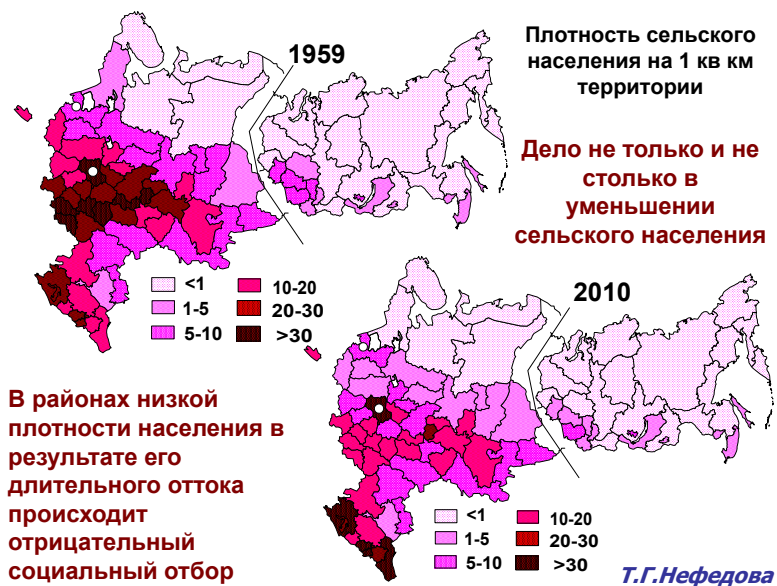 1959
Плотность сельского
населения на 1 кв км
территории
Дело не только и не
столько в
уменьшении
сельского населения
<1
1-5
5-10
10-20
20-30
>30
2010
В районах низкой
плотности населения в
результате его
длительного оттока
происходит
отрицательный
социальный отбор
<1
1-5
5-10
10-20
20-30
>30
Т.Г.Нефедова